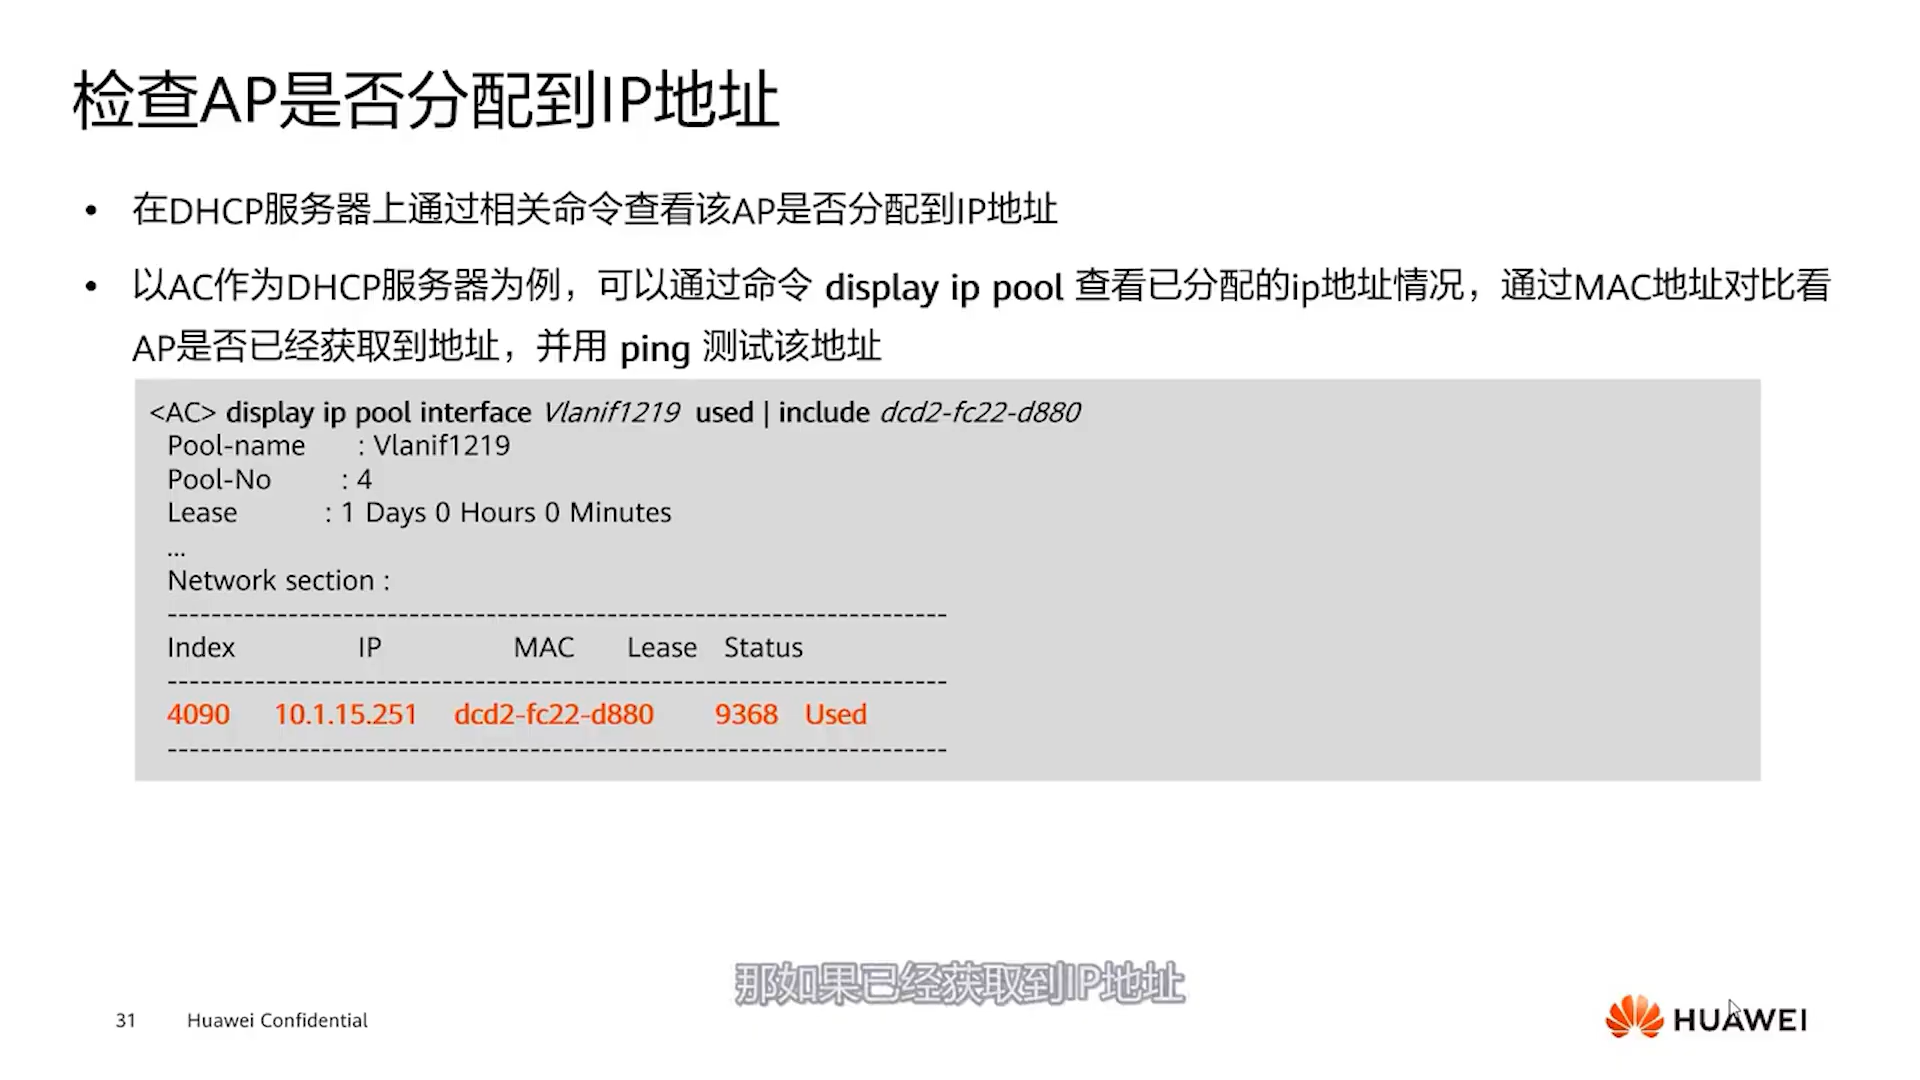 检查AP是否分配到IP地址
• 在DHCP服务器上通过相关命令查看该AP是否分配到IP地址
• 以AC作为DHCP服务器为例，可以通过命令 display ip pool 查看已分配的ip地址情况，通过MAC地址对比看
AP是否已经获取到地址，并用 ping 测试该地址
<AC> display ip pool interface Vlanif1219 used | include dcd2-fc22-d880
Pool-name : Vlanif1219
Pool-No : 4
Lease : 1 Days 0 Hours 0 Minutes
...
Network section :
-----------------------------------------------------------------------------
Index IP MAC Lease Status
-----------------------------------------------------------------------------
4090 10.1.15.251 dcd2-fc22-d880 9368 Used
-----------------------------------------------------------------------------
那如果已经获取到IP地址
31 Huawei Confidential
HUAWEI